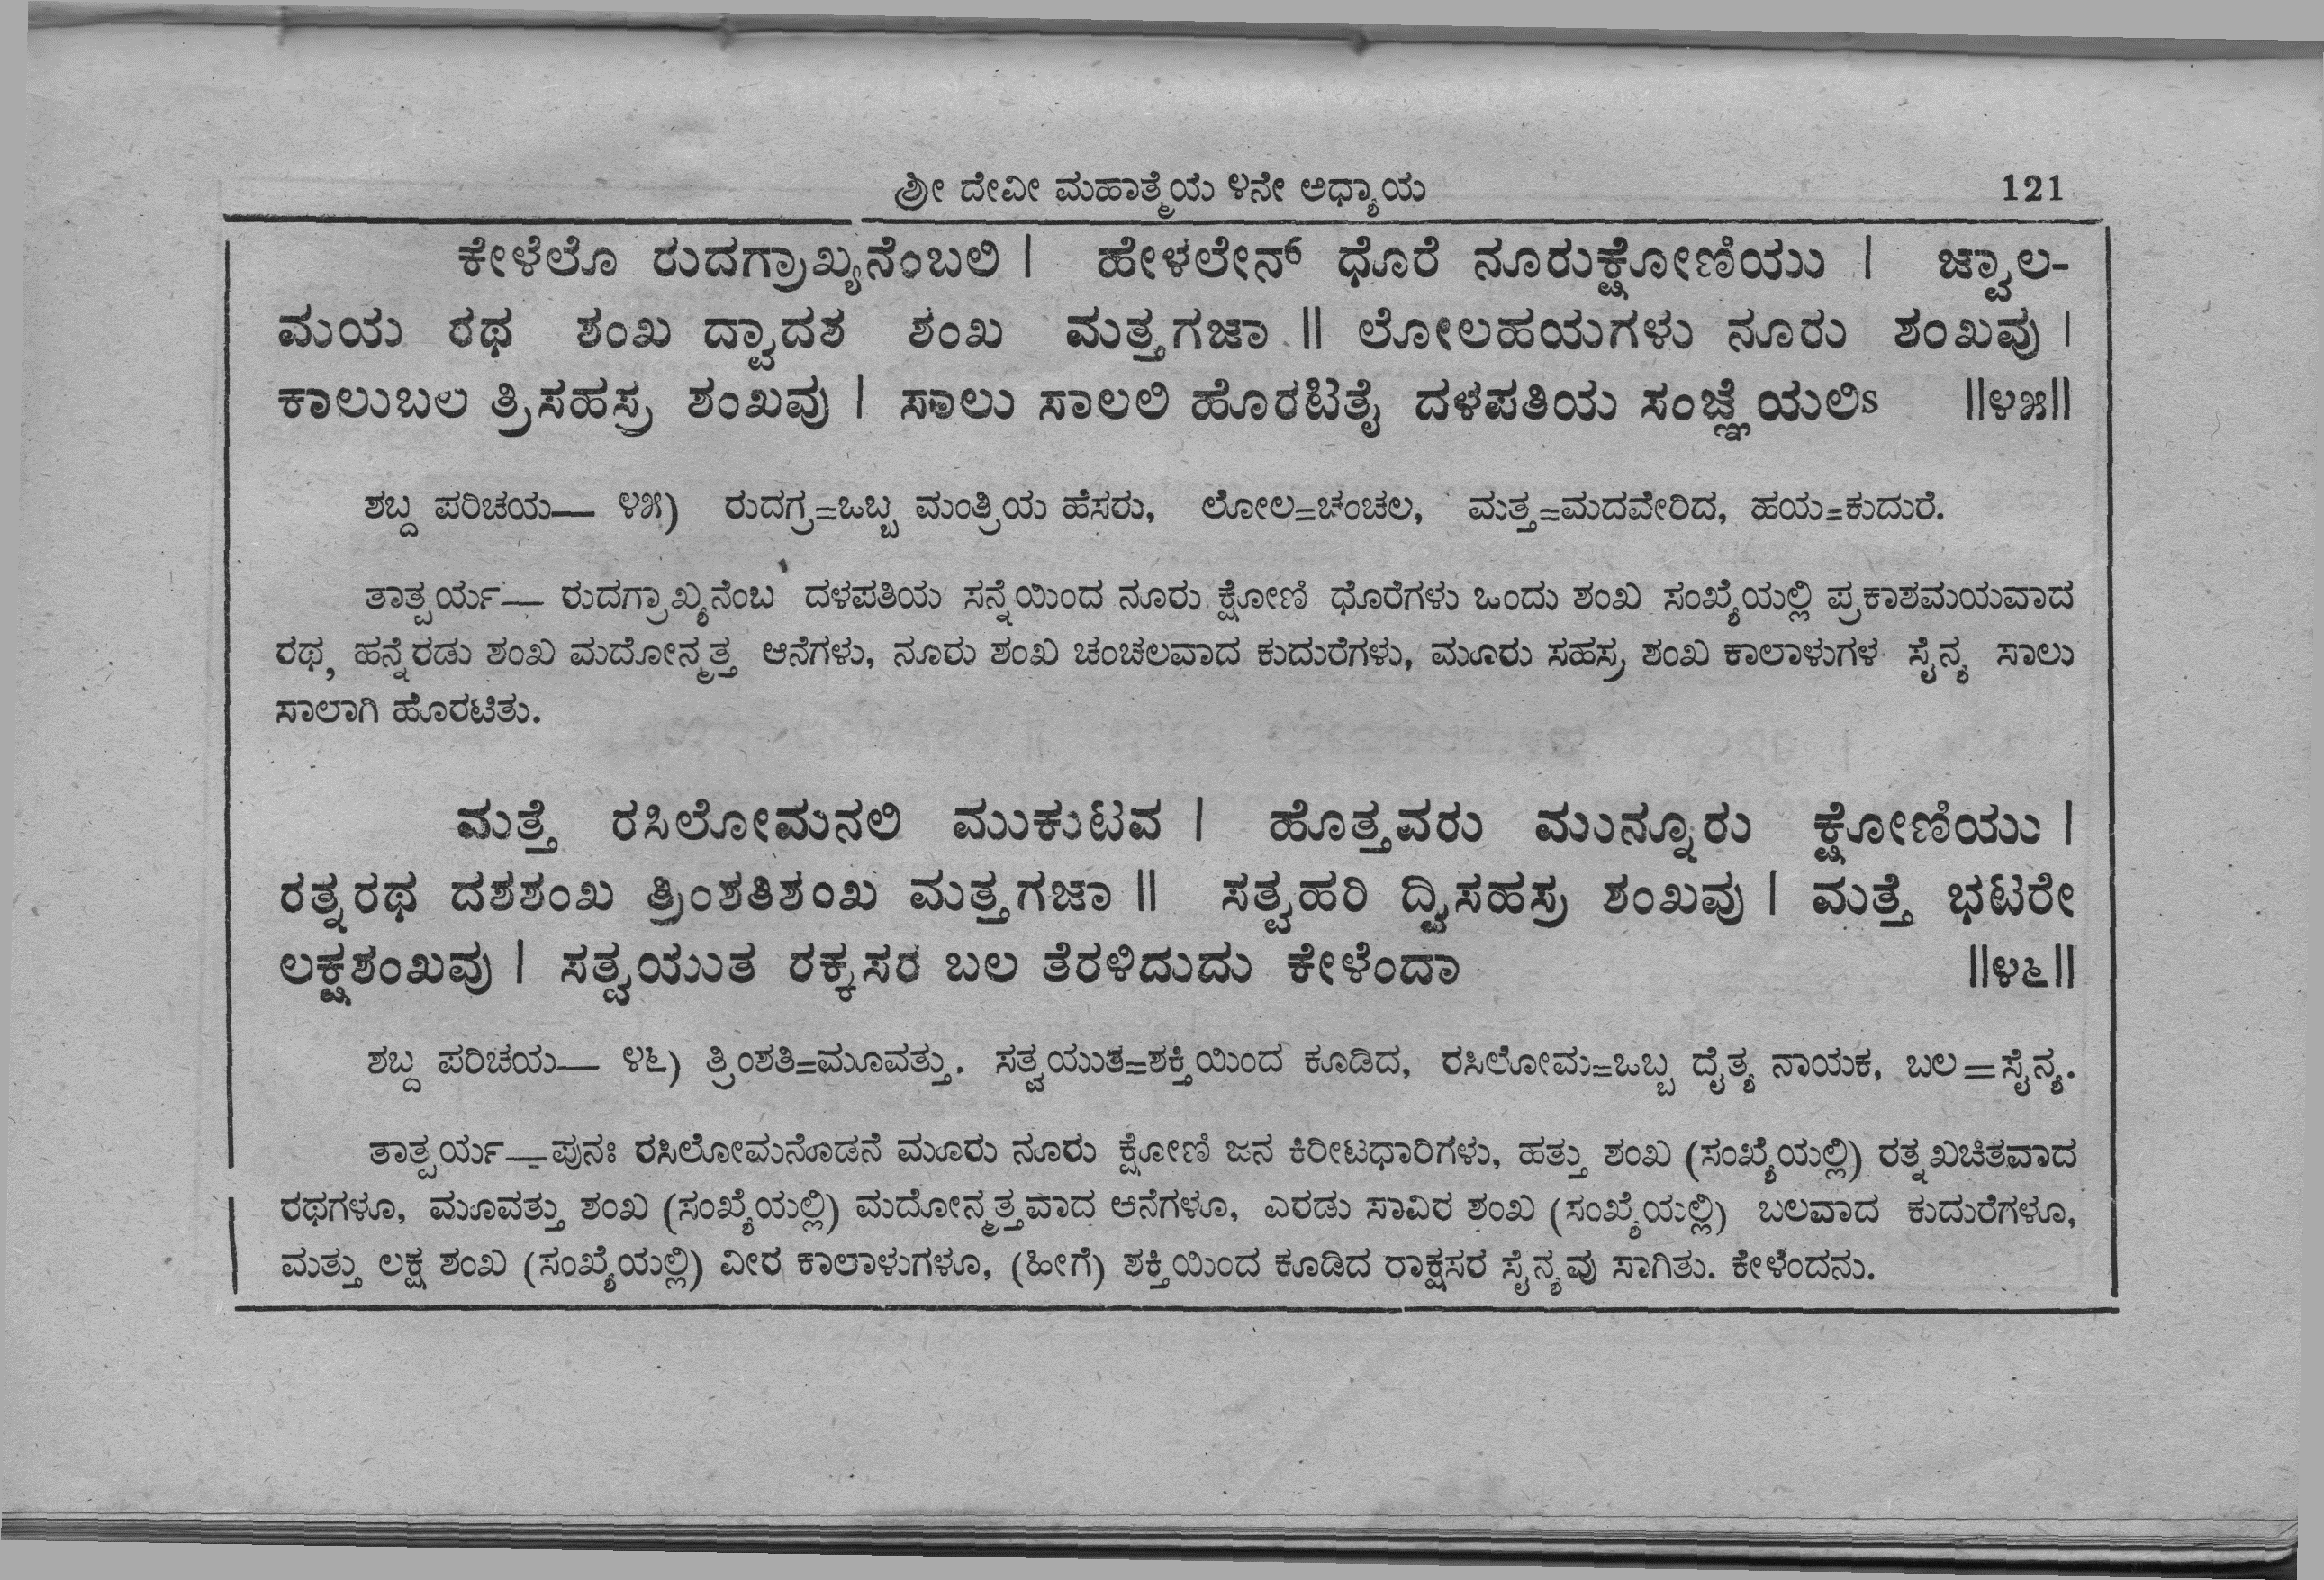 ಶ್ರೀ ದೇವೀ ಮಹಾತ್ಮ್ರೆಯ ೪ನೇ ಅಧ್ಯಾಯ 121
ಕೇಳೆಲೊ ರುದಗ್ರಾಖ್ಯನೆಂಬಲಿ | ಹೇಳಲೇನ್ ಧೊರೆ ನೂರುಕ್ಷೋಣಿಯು | ಜ್ವಾಲ-
ಮಯ ರಥ ಶಂಖ ದ್ವಾದಶ ಶಂಖ ಮತ್ತಗಜಾ || ಲೋಲಹಯಗಳು ನೂರು ಶಂಖವು |
ಕಾಲುಬಲ ತ್ರಿಸಹಸ್ರ ಶಂಖವು | ಸಾಲು ಸಾಲಲಿ ಹೊರಟಿತೈ ದಳಪತಿಯ ಸಂಜ್ಞೆಯಲಿS ||೪೫||
ಶಬ್ದ ಪರಿಚಯ— ೪೫) ರುದಗ್ರ=ಒಬ್ಬ ಮಂತ್ರಿಯ ಹೆಸರು, ಲೋಲ=ಚಂಚಲ, ಮತ್ತ=ಮದವೇರಿದ, ಹಯ=ಕುದುರೆ.
ತಾತ್ಪರ್ಯ— ರುದಗ್ರಾಖ್ಯನೆಂಬ ದಳಪತಿಯ ಸನ್ನೆಯಿಂದ ನೂರು ಕ್ಷೋಣಿ ಧೊರೆಗಳು ಒಂದು ಶಂಖ ಸಂಖ್ಯೆಯಲ್ಲಿ ಪ್ರಕಾಶಮಯವಾದ
ರಥ, ಹನ್ನೆರಡು ಶಂಖ ಮದೋನ್ಮತ್ತ ಆನೆಗಳು, ನೂರು ಶಂಖ ಚಂಚಲವಾದ ಕುದುರೆಗಳು, ಮೂರು ಸಹಸ್ರ ಶಂಖ ಕಾಲಾಳುಗಳ ಸೈನ್ಯ ಸಾಲು
ಸಾಲಾಗಿ ಹೊರಟಿತು.
ಮತ್ತೆ ರಸಿಲೋಮನಲಿ ಮುಕುಟವ | ಹೊತ್ತವರು ಮುನ್ನೂರು ಕ್ಷೋಣಿಯು |
ರತ್ನರಥ ದಶಶಂಖ ತ್ರಿಂಶತಿಶಂಖ ಮತ್ತಗಜಾ || ಸತ್ವಹರಿ ದ್ವಿಸಹಸ್ರ ಶಂಖವು | ಮತ್ತೆ ಭಟರೇ
ಲಕ್ಷಶಂಖವು | ಸತ್ವಯುತ ರಕ್ಕಸರ ಬಲ ತೆರಳಿದುದು ಕೇಳೆಂದಾ ||೪೬||
ಶಬ್ದ ಪರಿಚಯ— ೪೬) ತ್ರಿಂಶತಿ=ಮೂವತ್ತು. ಸತ್ವಯುತ=ಶಕ್ತಿಯಿಂದ ಕೂಡಿದ, ರಸಿಲೋಮ=ಒಬ್ಬ ದೈತ್ಯ ನಾಯಕ, ಬಲ=ಸೈನ್ಯ.
ತಾತ್ಪರ್ಯ—ಪುನಃ ರಸಿಲೋಮನೊಡನೆ ಮೂರು ನೂರು ಕ್ಷೋಣಿ ಜನ ಕಿರೀಟಧಾರಿಗಳು, ಹತ್ತು ಶಂಖ (ಸಂಖ್ಯೆಯಲ್ಲಿ) ರತ್ನಖಚಿತವಾದ
ರಥಗಳೂ, ಮೂವತ್ತು ಶಂಖ (ಸಂಖ್ಯೆಯಲ್ಲಿ) ಮದೋನ್ಮತ್ತವಾದ ಆನೆಗಳೂ, ಎರಡು ಸಾವಿರ ಶಂಖ (ಸಂಖ್ಯೆಯಲ್ಲಿ) ಬಲವಾದ ಕುದುರೆಗಳೂ,
ಮತ್ತು ಲಕ್ಷ ಶಂಖ (ಸಂಖ್ಯೆಯಲ್ಲಿ) ವೀರ ಕಾಲಾಳುಗಳೂ, (ಹೀಗೆ) ಶಕ್ತಿಯಿಂದ ಕೂಡಿದ ರಾಕ್ಷಸರ ಸೈನ್ಯವು ಸಾಗಿತು. ಕೇಳೆಂದನು.